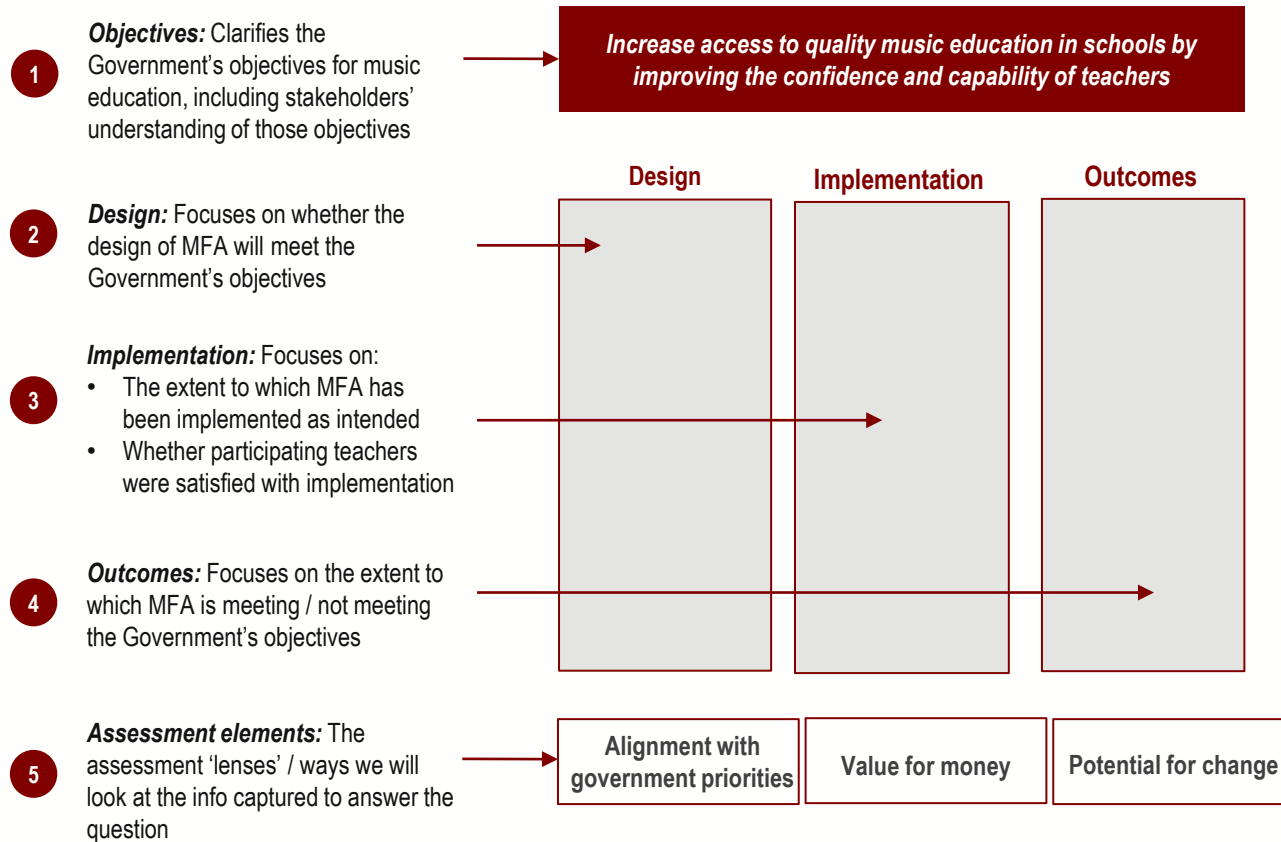 1
Objectives: Clarifies the
Government’s objectives for music
education, including stakeholders’
understanding of those objectives
Increase access to quality music education in schools by
improving the confidence and capability of teachers
Design
Implementation
Outcomes
2
Design: Focuses on whether the
design of MFA will meet the
Government’s objectives
3
Implementation: Focuses on:
• The extent to which MFA has
been implemented as intended
• Whether participating teachers
were satisfied with implementation
4
Outcomes: Focuses on the extent to
which MFA is meeting / not meeting
the Government’s objectives
5
Assessment elements: The
assessment ‘lenses’ / ways we will
look at the info captured to answer the
question
Alignment with
government priorities
Value for money
Potential for change